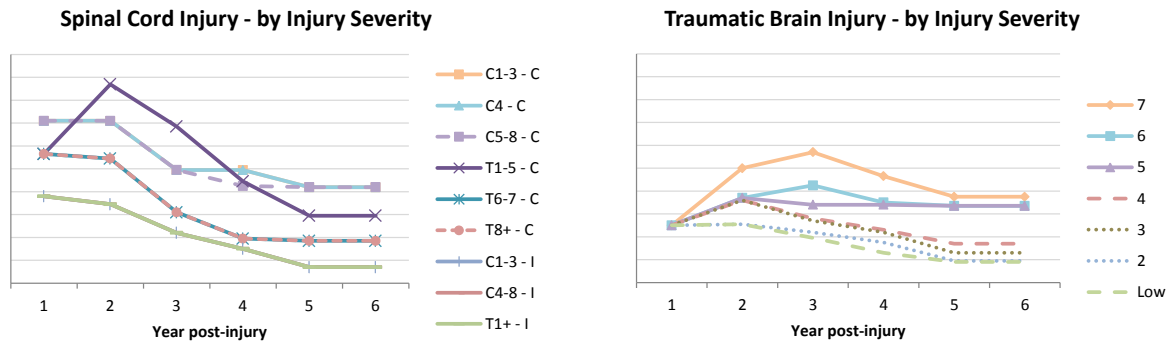 Spinal Cord Injury - by Injury Severity
1 2 3 4 5 6
Year post-injury
C1-3 - C
C4 - C
C5-8 - C
T1-5 - C
T6-7 - C
T8+ - C
C1-3 - I
C4-8 - I
T1+ - I
Traumatic Brain Injury - by Injury Severity
1 2 3 4 5 6
Year post-injury
7
6
5
4
3
2
Low